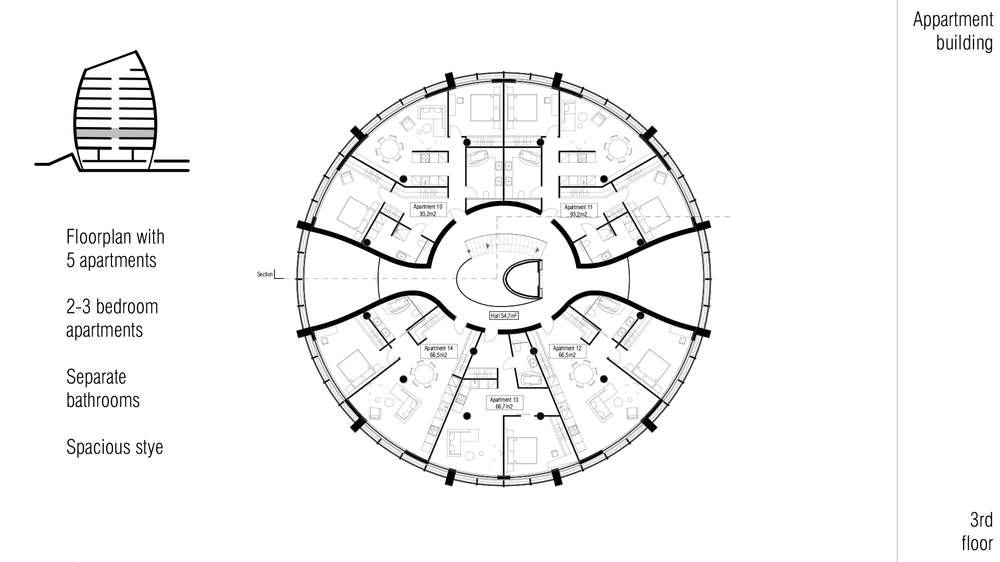 Appartment
building
Floorplan with
5 apartments
2-3 bedroom
apartments
Separate
bathrooms
Spacious stye
Apartment 10
93,2m2
Apartment 11
93,2m2
Section
Hall 54,7m²
Apartment 14
66,5m2
Apartment 12
66,5m2
Apartment 13
66,7m2
3rd
floor